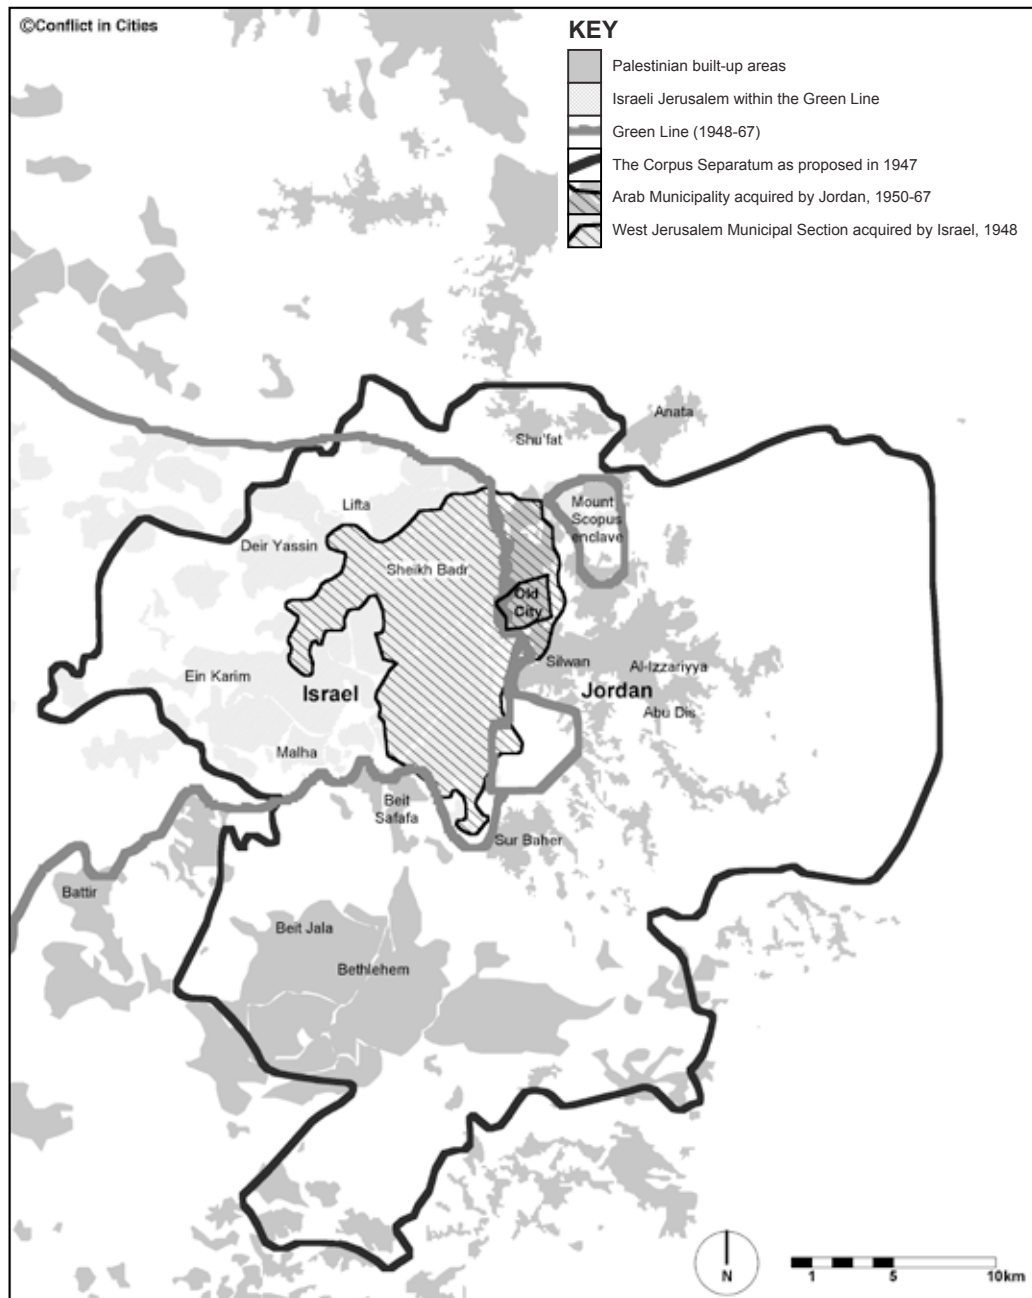 ©Conflict in Cities
KEY
Palestinian built-up areas
Israeli Jerusalem within the Green Line
Green Line (1948-67)
The Corpus Separatum as proposed in 1947
Arab Municipality acquired by Jordan, 1950-67
West Jerusalem Municipal Section acquired by Israel, 1948
Anata
Shu'fat
Lifta
Mount
Scopus
enclave
Deir Yassin
Sheikh Badr
Old
City
Silwan
Al-Izzariyya
Ein Karim
Israel
Jordan
Abu Dis
Malha
Beit
Safafa
Sur Baher
Battir
Beit Jala
Bethlehem
N
1 5 10km